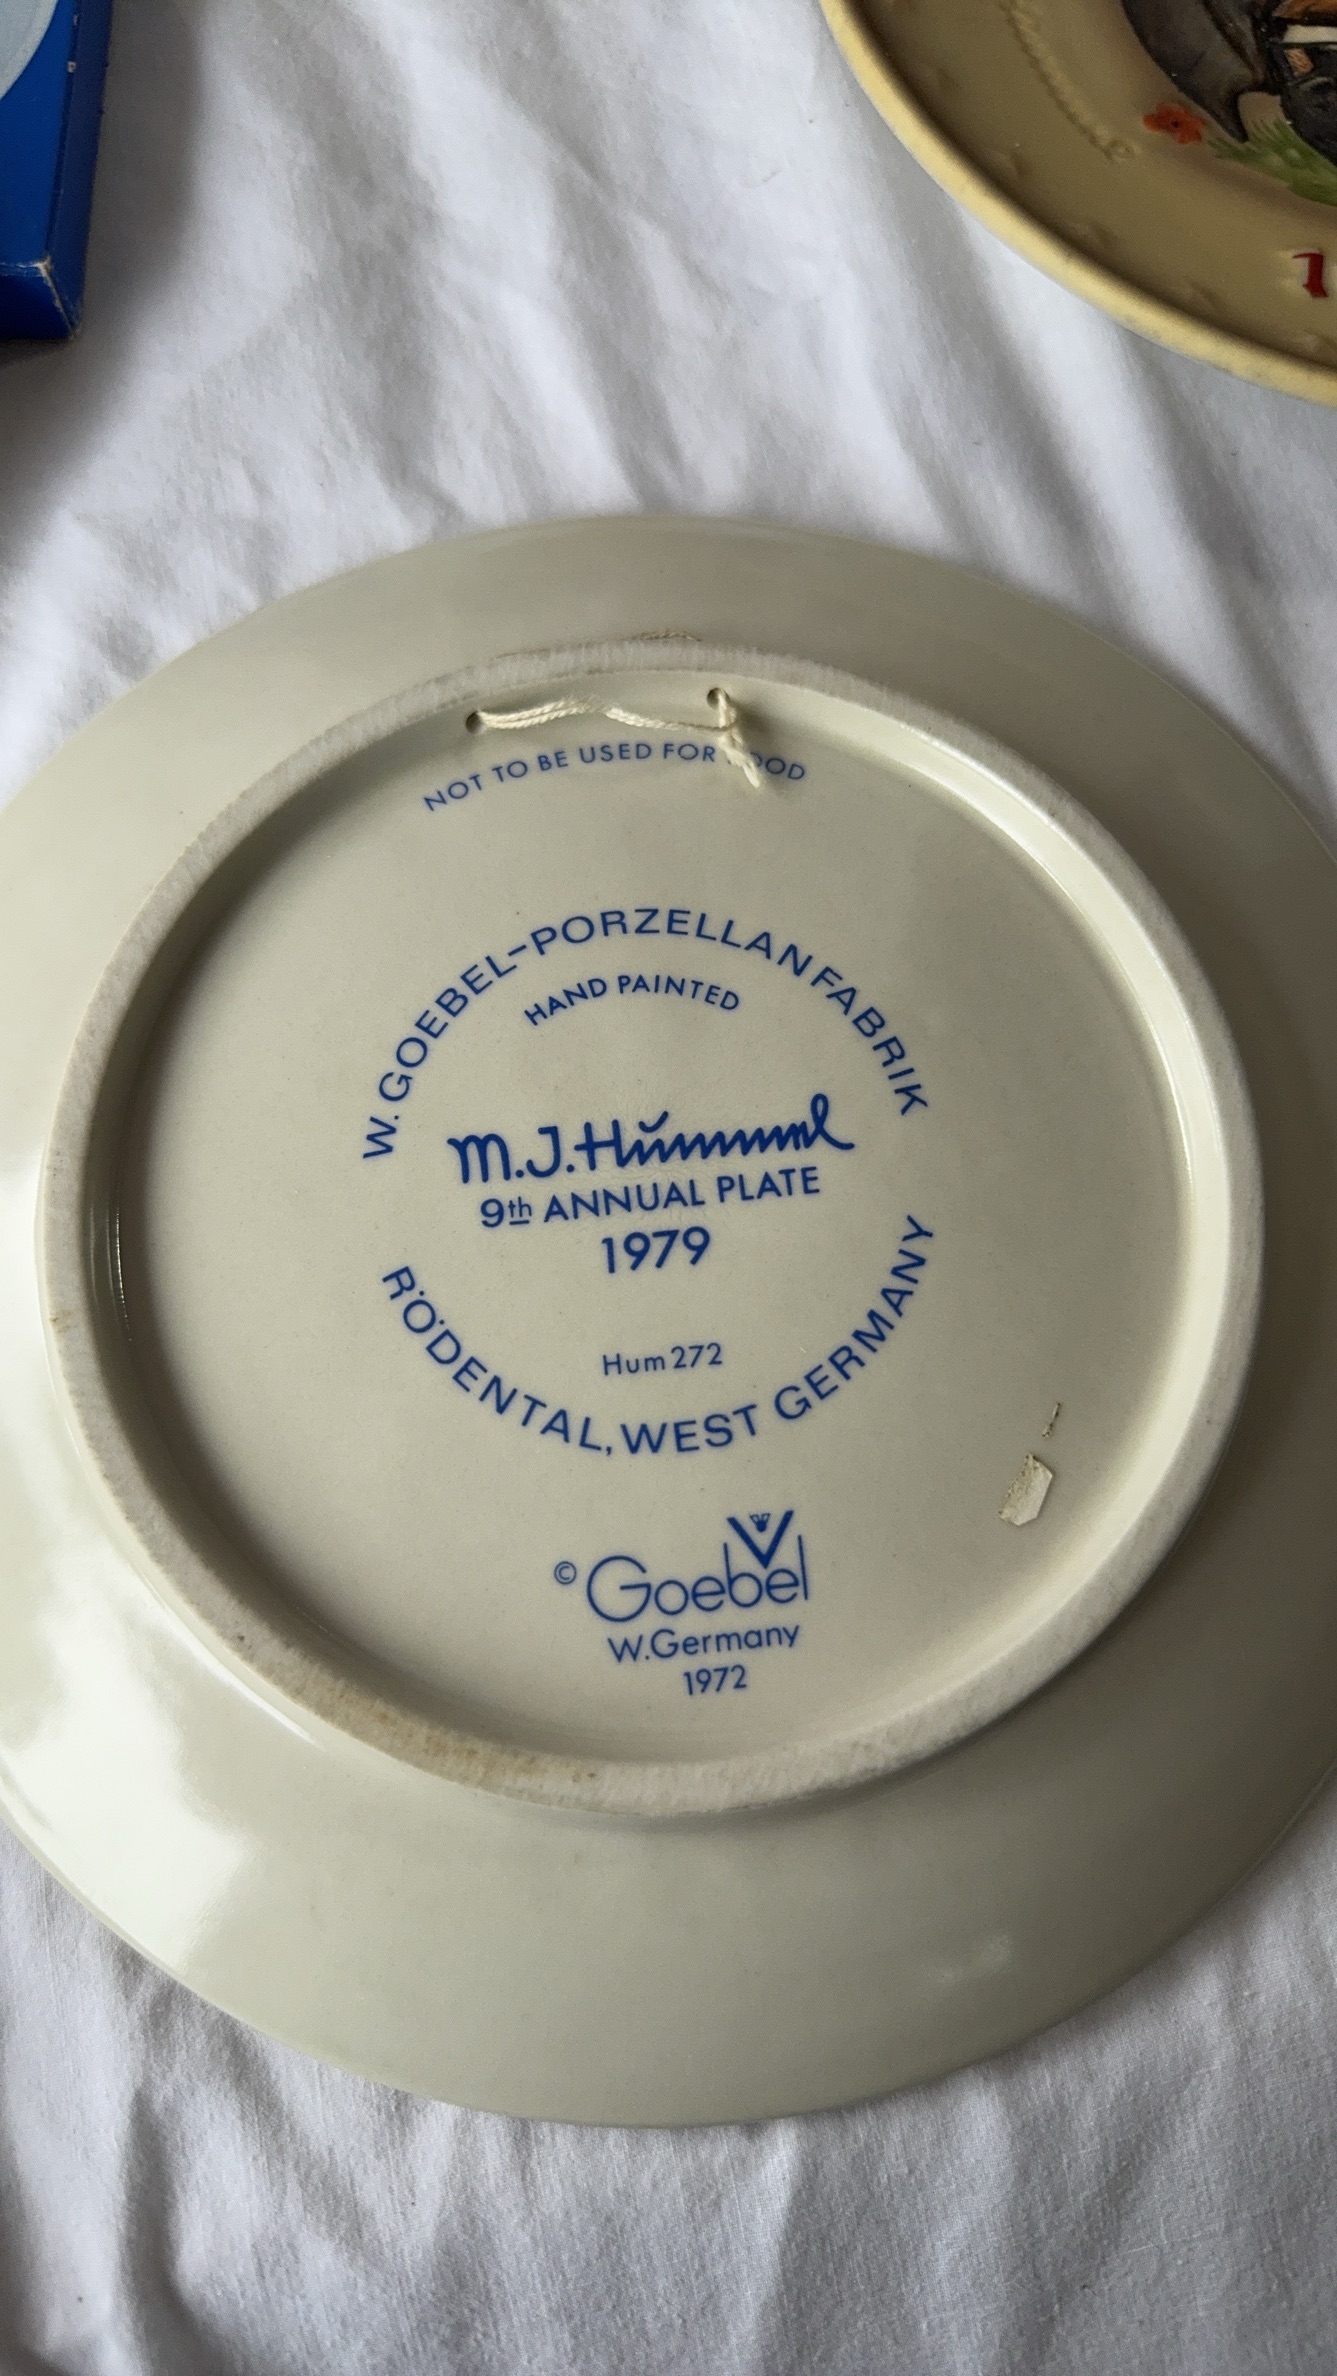 NOT TO BE USED FOR
W. GOEBEL-PORZELLANFABRIK
HAND PAINTED
M.J.Hummel
9th ANNUAL PLATE
1979
Hum 272
RÖDENTAL, WEST GERMANY
© Goebel
W.Germany
1972